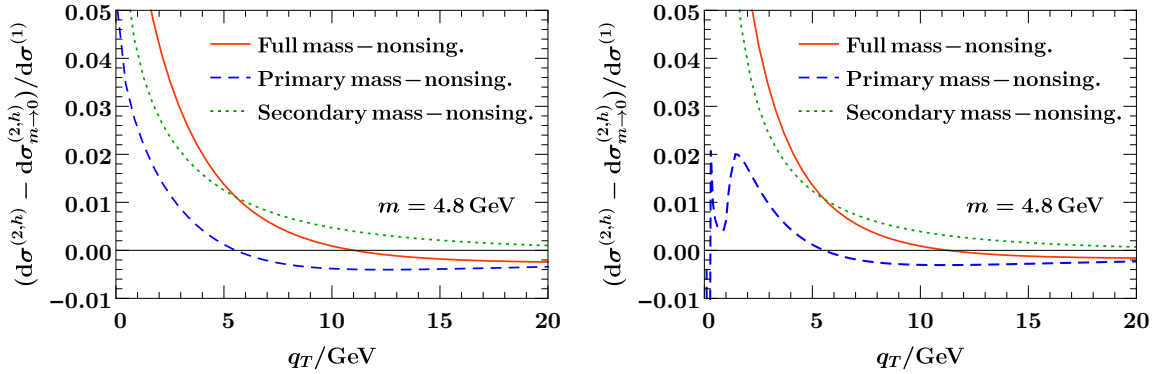 (dσ^(2,h) − dσ^(2,h)_m→0)/dσ^(1)
0.05
0.04
0.03
0.02
0.01
0.00
−0.01
Full mass−nonsing.
Primary mass−nonsing.
Secondary mass−nonsing.
m = 4.8 GeV
0 5 10 15 20
q_T/GeV
(dσ^(2,h) − dσ^(2,h)_m→0)/dσ^(1)
0.05
0.04
0.03
0.02
0.01
0.00
−0.01
Full mass−nonsing.
Primary mass−nonsing.
Secondary mass−nonsing.
m = 4.8 GeV
0 5 10 15 20
q_T/GeV